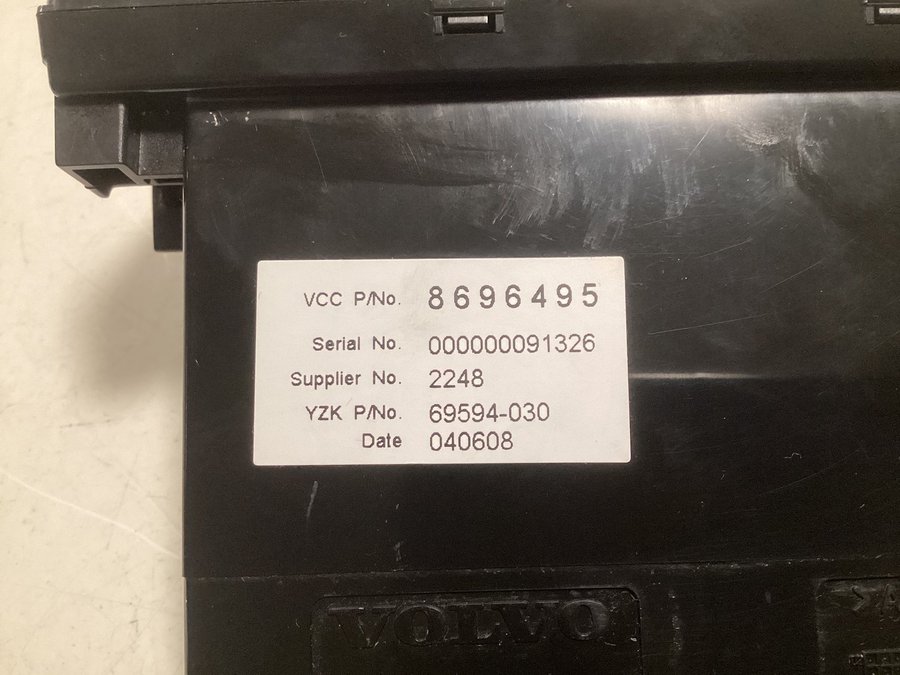 VCC P/No. 8696495
Serial No. 000000091326
Supplier No. 2248
YZK P/No. 69594-030
Date 040608
VOLVO